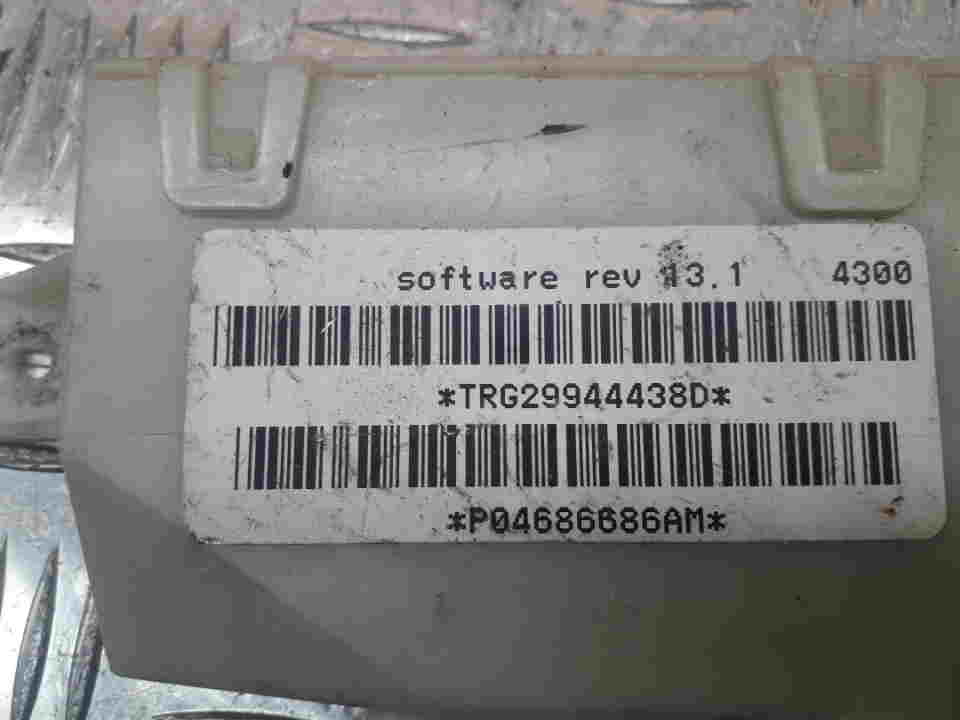 software rev 13.1 4300
*TRG29944438D*
*P04686686AM*